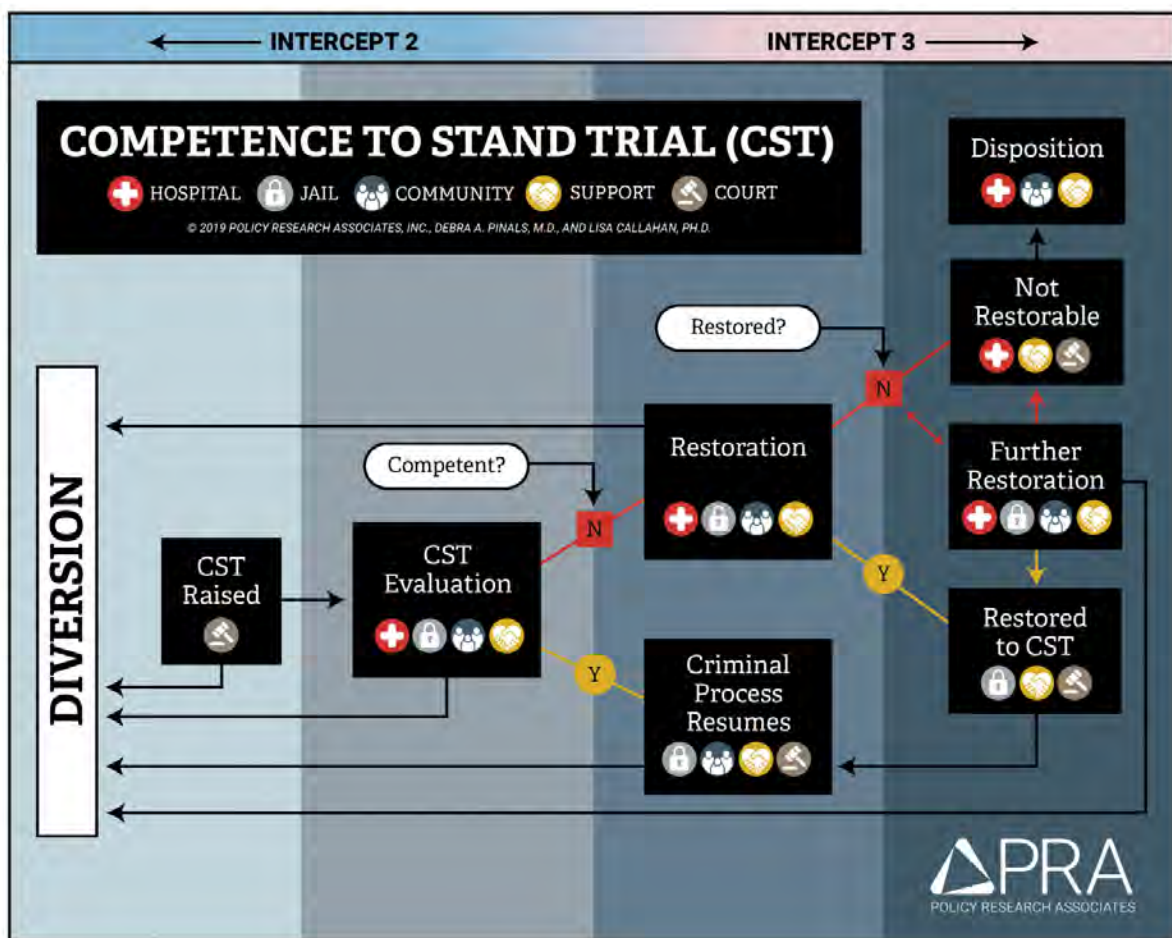 INTERCEPT 2
INTERCEPT 3
COMPETENCE TO STAND TRIAL (CST)
HOSPITAL JAIL COMMUNITY SUPPORT COURT
© 2019 POLICY RESEARCH ASSOCIATES, INC., DEBRA A. PINALS, M.D., AND LISA CALLAHAN, PH.D.
Disposition
Not
Restorable
Restored?
N
Restoration
Further
Restoration
Competent?
N
DIVERSION
CST
Raised
CST
Evaluation
Y
Y
Criminal
Process
Resumes
Restored
to CST
PRA
POLICY RESEARCH ASSOCIATES